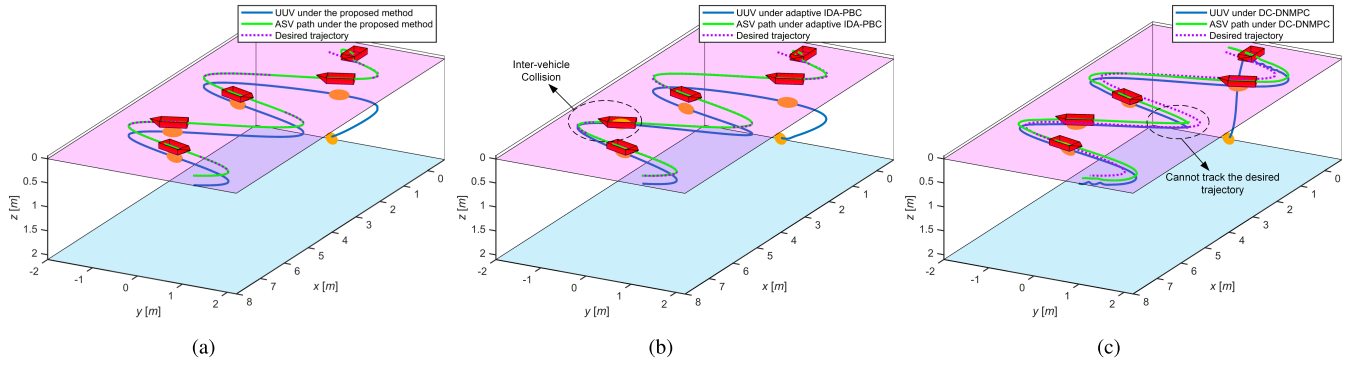 UUV under the proposed method
ASV path under the proposed method
Desired trajectory
0
0.5
1
1.5
2
z [m]
-2
-1
0
1
2
y [m]
8
7
6
5
4
3
2
1
0
x [m]
(a)
UUV under adaptive IDA-PBC
ASV path under adaptive IDA-PBC
Desired trajectory
Inter-vehicle
Collision
0
0.5
1
1.5
2
z [m]
-2
-1
0
1
2
y [m]
8
7
6
5
4
3
2
1
0
x [m]
(b)
UUV under DC-DNMPC
ASV path under DC-DNMPC
Desired trajectory
Cannot track the desired
trajectory
0
0.5
1
1.5
2
z [m]
-2
-1
0
1
2
y [m]
8
7
6
5
4
3
2
1
0
x [m]
(c)